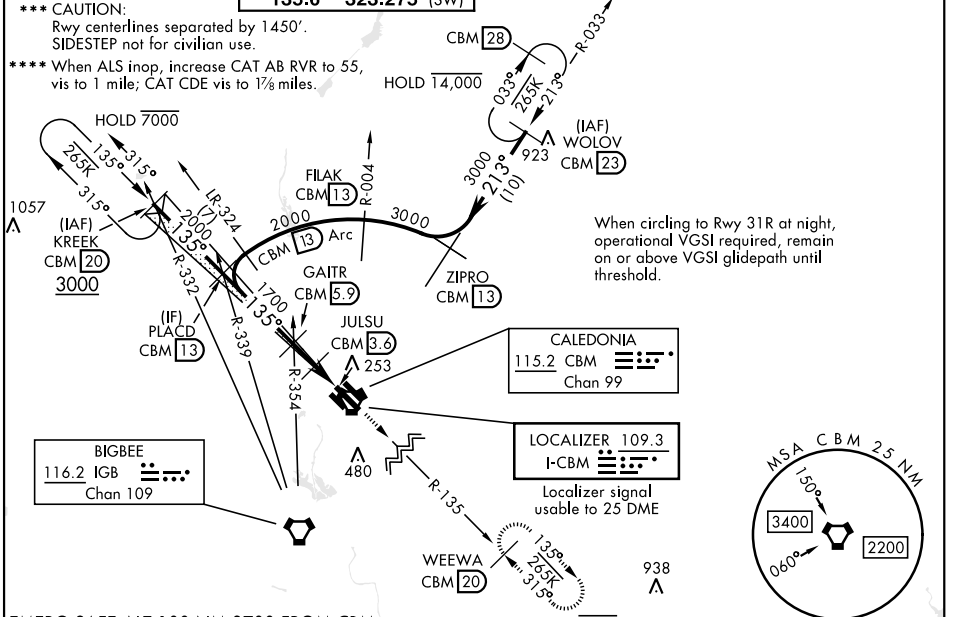 135.6 323.275 (SW)
*** CAUTION:
Rwy centerlines separated by 1450'.
SIDESTEP not for civilian use.
**** When ALS inop, increase CAT AB RVR to 55,
vis to 1 mile; CAT CDE vis to 1⅞ miles.
CBM 28
R-033
HOLD 14,000
033°
265K
213°
(IAF)
WOLOV
CBM 23
923
3000
213°
(10)
HOLD 7000
265K
135°
315°
315°
1057
(IAF)
KREEK
CBM 20
3000
LR-324
(7)
2000
135°
R-332
FILAK
CBM 13
R-004
2000
3000
CBM 13 Arc
ZIPRO
CBM 13
When circling to Rwy 31R at night,
operational VGSI required, remain
on or above VGSI glidepath until
threshold.
GAITR
CBM 5.9
1700
135°
(IF)
PLACD
CBM 13
R-339
R-354
JULSU
CBM 3.6
253
CALEDONIA
115.2 CBM
Chan 99
LOCALIZER 109.3
I-CBM
Localizer signal
usable to 25 DME
BIGBEE
116.2 IGB
Chan 109
480
R-135
WEEWA
CBM 20
135°
265K
315°
938
MSA CBM 25 NM
150°
3400
060°
2200